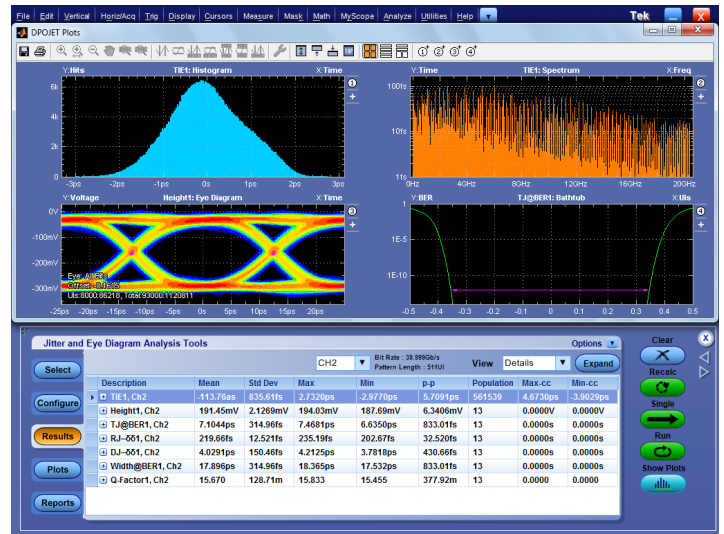 File Edit Vertical Horiz/Acq Trig Display Cursors Measure Mask Math MyScope Analyze Utilities Help Tek
DPOJET Plots
Y:Hits TIE1: Histogram X:Time
6k
4k
2k
0
-3ps -2ps -1ps 0s 1ps 2ps 3ps
Y:Time TIE1: Spectrum X:Freq
100fs
10fs
1fs
0Hz 40GHz 80GHz 120GHz 160GHz 200GHz
Y:Voltage Height1: Eye Diagram X:Time
0V
-100mV
-200mV
-300mV
Eye: All Bits
Offset: -0.1615
UIs:8000:86218, Total:93000:1120811
-25ps -20ps -15ps -10ps -5ps 0s 5ps 10ps 15ps 20ps
Y:BER TJ@BER1: Bathtub X:UIs
1
1E-5
1E-10
-0.5 -0.4 -0.3 -0.2 -0.1 0 0.1 0.2 0.3 0.4 0.5
Jitter and Eye Diagram Analysis Tools Options
Select
Configure
Results
Plots
Reports
CH2 Bit Rate : 39.999Gb/s View Details Expand
Pattern Length : 511UI
Description Mean Std Dev Max Min p-p Population Max-cc Min-cc
TIE1, Ch2 -113.76as 835.61fs 2.7320ps -2.9770ps 5.7091ps 561539 4.6730ps -3.9029ps
Height1, Ch2 191.45mV 2.1269mV 194.03mV 187.69mV 6.3406mV 13 0.0000V 0.0000V
TJ@BER1, Ch2 7.1044ps 314.96fs 7.4681ps 6.6350ps 833.01fs 13 0.0000s 0.0000s
RJ–δδ1, Ch2 219.66fs 12.521fs 235.19fs 202.67fs 32.520fs 13 0.0000s 0.0000s
DJ–δδ1, Ch2 4.0291ps 150.46fs 4.2125ps 3.7818ps 430.66fs 13 0.0000s 0.0000s
Width@BER1, Ch2 17.896ps 314.96fs 18.365ps 17.532ps 833.01fs 13 0.0000s 0.0000s
Q-Factor1, Ch2 15.670 128.71m 15.833 15.455 377.92m 13 0.0000 0.0000
Clear
Recalc
Single
Run
Show Plots